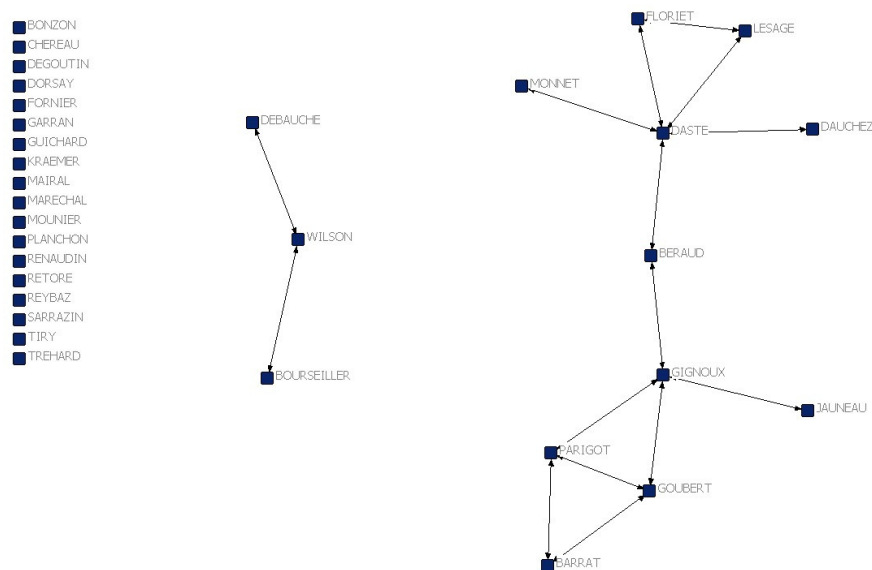 BONZON
CHEREAU
DEGOUTIN
DORSAY
FORNIER
GARRAN
GUICHARD
KRAEMER
MAIRAL
MARECHAL
MOUNIER
PLANCHON
RENAUDIN
RETORE
REYBAZ
SARRAZIN
TIRY
TREHARD
DEBAUCHE
WILSON
BOURSEILLER
FLORIET
LESAGE
MONNET
DASTE
DAUCHEZ
BERAUD
GIGNOUX
JAUNEAU
PARIGOT
GOUBERT
BARRAT